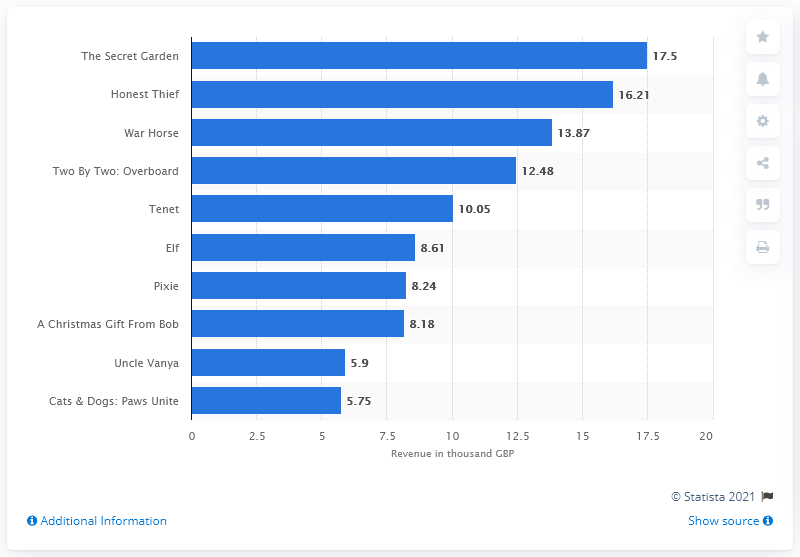 The Secret Garden 17.5
Honest Thief 16.21
War Horse 13.87
Two By Two: Overboard 12.48
Tenet 10.05
Elf 8.61
Pixie 8.24
A Christmas Gift From Bob 8.18
Uncle Vanya 5.9
Cats & Dogs: Paws Unite 5.75
0 2.5 5 7.5 10 12.5 15 17.5 20
Revenue in thousand GBP
© Statista 2021
Additional Information Show source